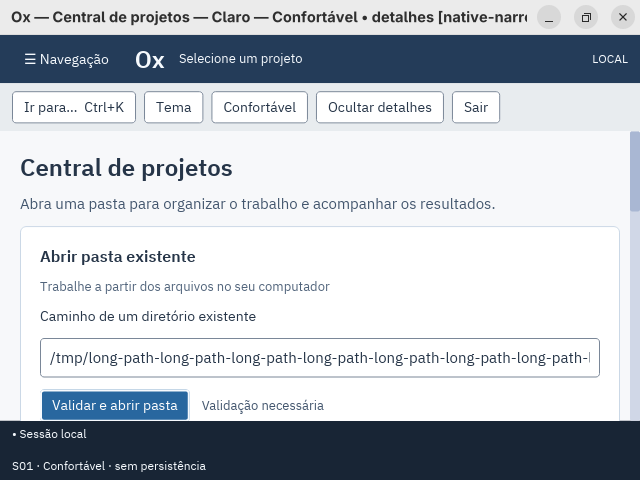 Ox — Central de projetos — Claro — Confortável • detalhes [native-narr
☰ Navegação Ox Selecione um projeto LOCAL
Ir para... Ctrl+K Tema Confortável Ocultar detalhes Sair
Central de projetos
Abra uma pasta para organizar o trabalho e acompanhar os resultados.
Abrir pasta existente
Trabalhe a partir dos arquivos no seu computador
Caminho de um diretório existente
/tmp/long-path-long-path-long-path-long-path-long-path-long-path-long-path-l
Validar e abrir pasta Validação necessária
• Sessão local
S01 · Confortável · sem persistência